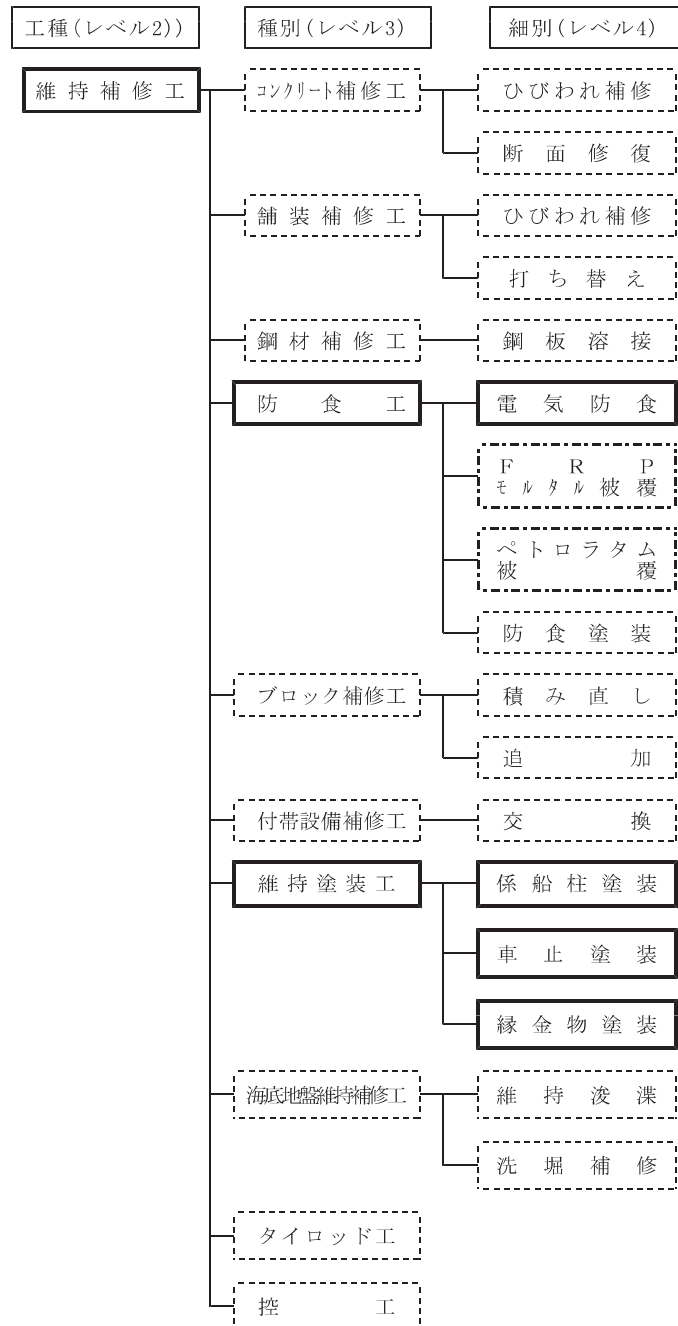 工種(レベル2)) 種別(レベル3) 細別(レベル4)
維持補修工 コンクリート補修工 ひびわれ補修
断面修復
舗装補修工 ひびわれ補修
打ち替え
鋼材補修工 鋼板溶接
防食工 電気防食
FRP
モルタル被覆
ペトロラタム
被覆
防食塗装
ブロック補修工 積み直し
追加
付帯設備補修工 交換
維持塗装工 係船柱塗装
車止塗装
縁金物塗装
海底地盤維持補修工 維持浚渫
洗堀補修
タイロッド工
控工